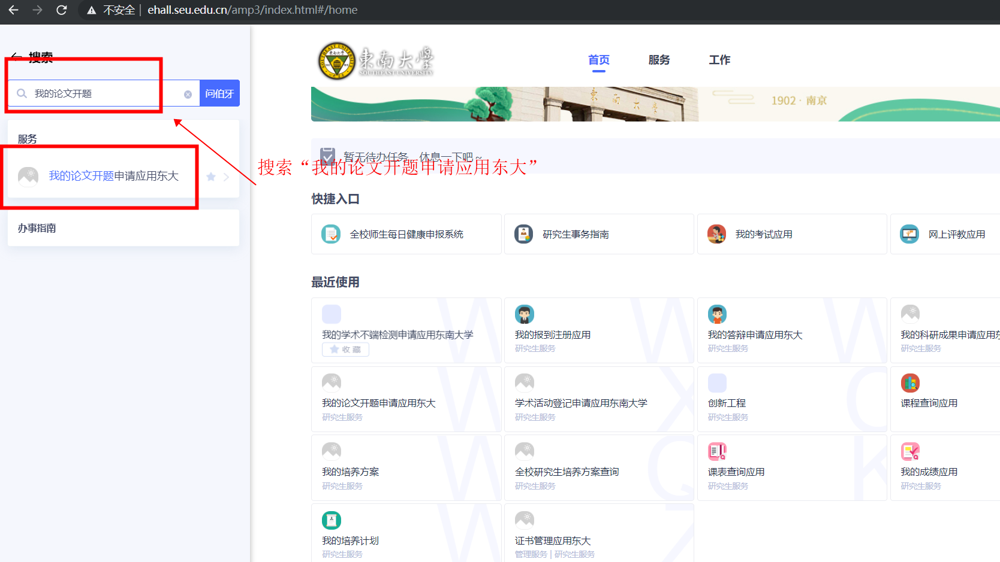 不安全 | ehall.seu.edu.cn/amp3/index.html#/home
搜索
我的论文开题
问伯牙
服务
我的论文开题申请应用东大
办事指南
東南大學
SOUTHEAST UNIVERSITY
首页
服务
工作
東南大學
1902 · 南京
暂无待办任务，休息一下吧～
搜索“我的论文开题申请应用东大”
快捷入口
全校师生每日健康申报系统
研究生事务指南
我的考试应用
网上评教应用
最近使用
我的学术不端检测申请应用东南大学
收藏
我的报到注册应用
研究生服务
我的答辩申请应用东大
研究生服务
我的科研成果申请应用东
研究生服务
我的论文开题申请应用东大
研究生服务
学术活动登记申请应用东南大学
研究生服务
创新工程
研究生服务
课程查询应用
我的培养方案
研究生服务
全校研究生培养方案查询
研究生服务
课表查询应用
研究生服务
我的成绩应用
研究生服务
我的培养计划
研究生服务
证书管理应用东大
管理服务 | 研究生服务